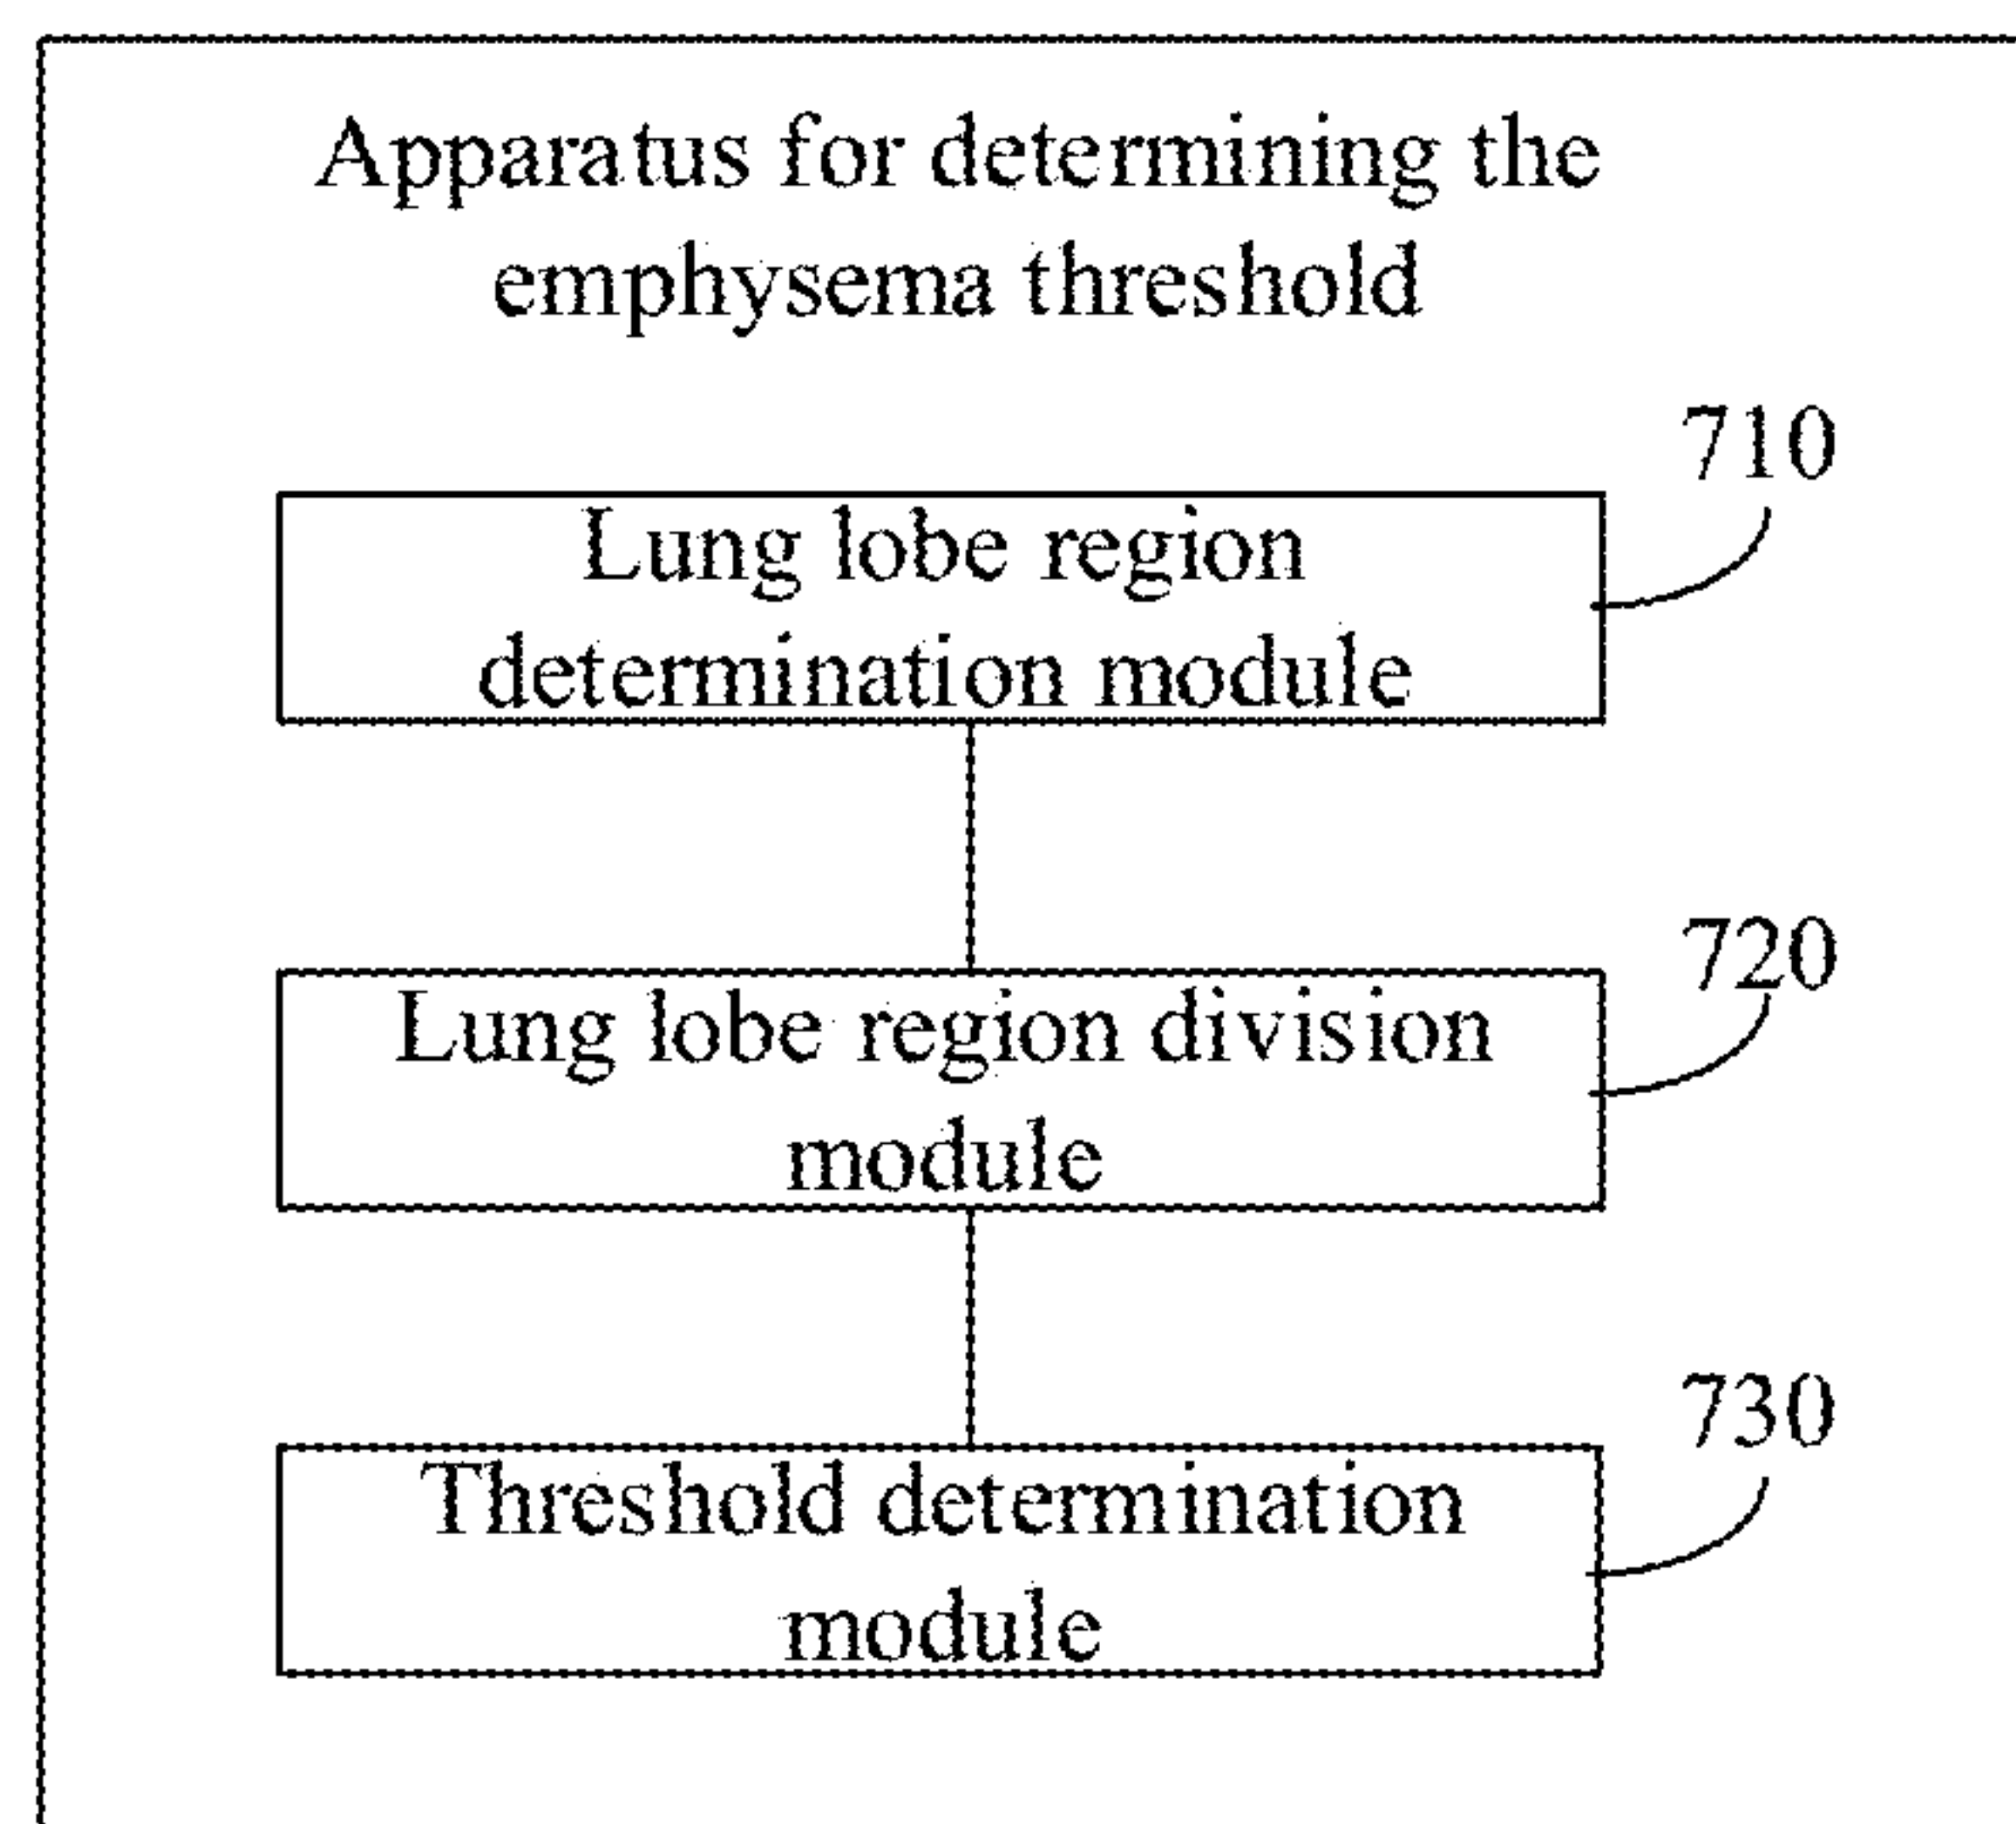 Apparatus for determining the
emphysema threshold
710
Lung lobe region
determination module
720
Lung lobe region division
module
730
Threshold determination
module